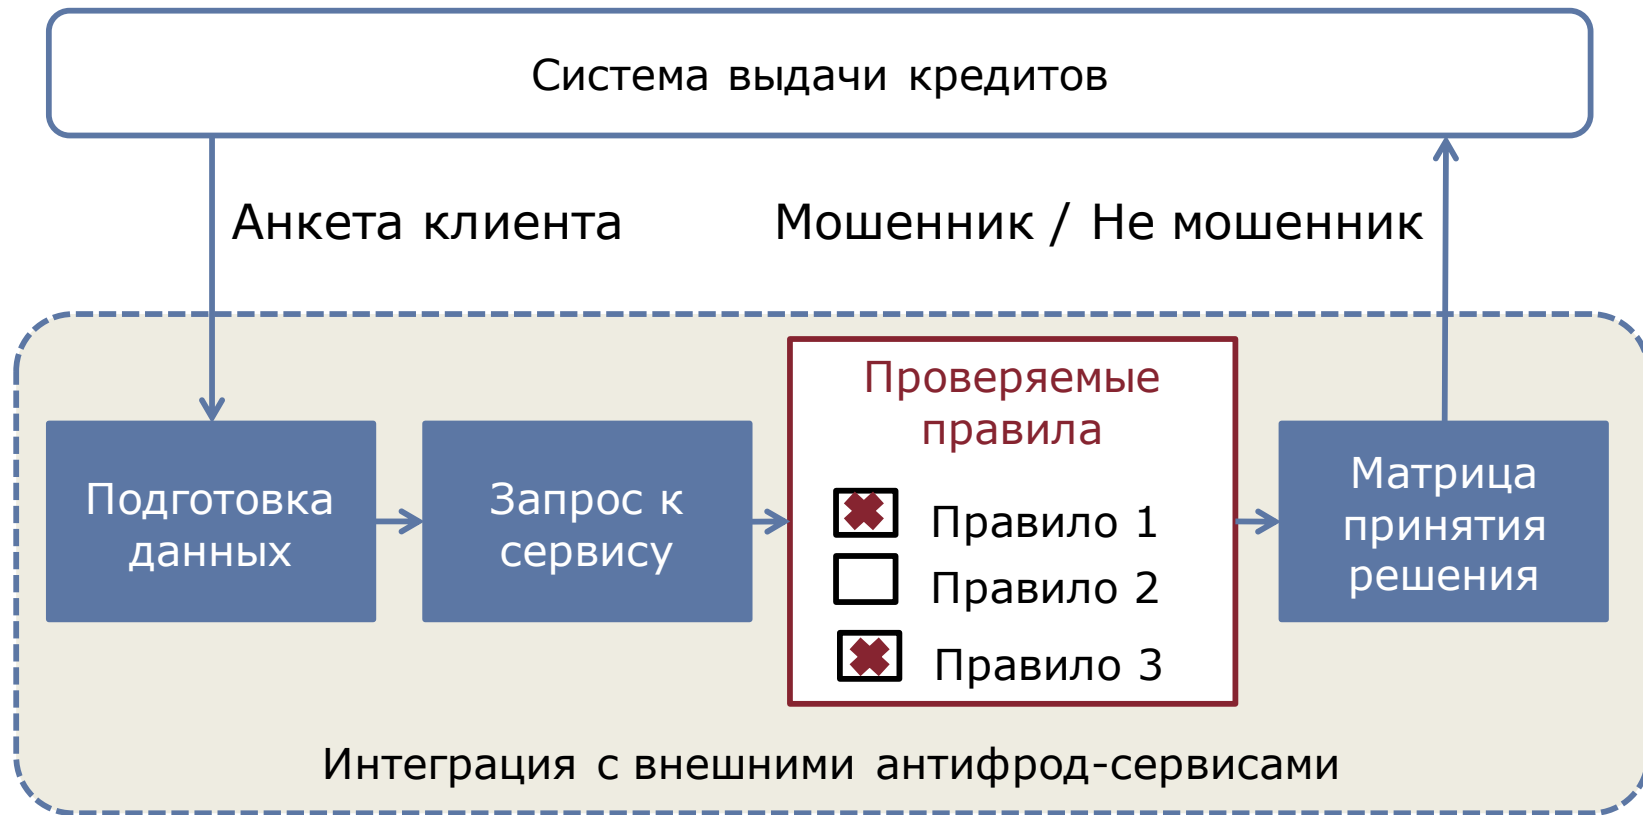 Система выдачи кредитов
Анкета клиента
Мошенник / Не мошенник
Подготовка
данных
Запрос к
сервису
Проверяемые
правила
Правило 1
Правило 2
Правило 3
Матрица
принятия
решения
Интеграция с внешними антифрод-сервисами